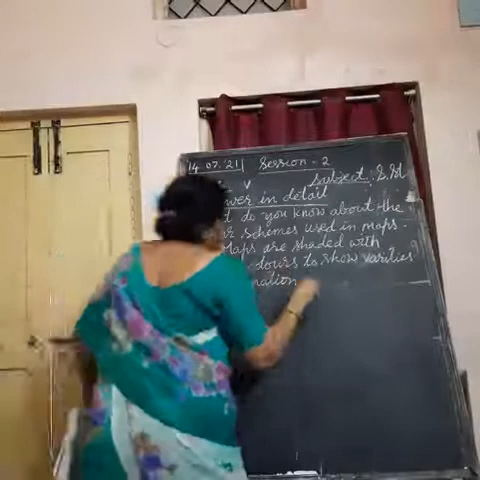 14.07.'21 Session - 2
V Subject: S.St
wer in detail
t do you know about the
r schemes used in maps.
Maps are shaded with
lours to show varities
mation